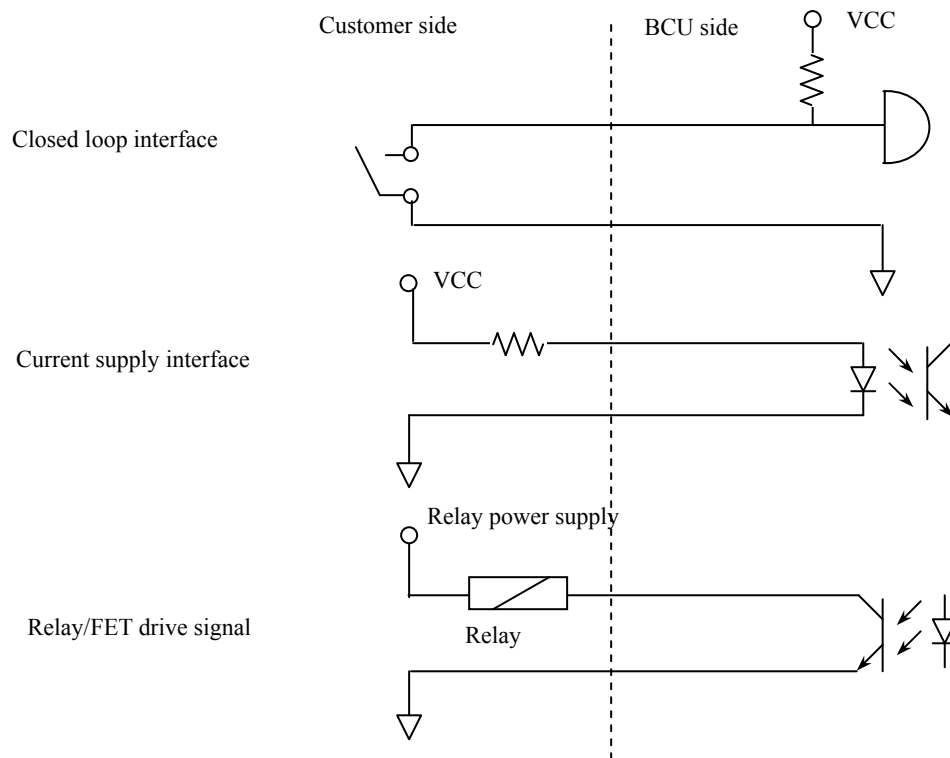 Customer side
BCU side
VCC
Closed loop interface
VCC
Current supply interface
Relay power supply
Relay/FET drive signal
Relay